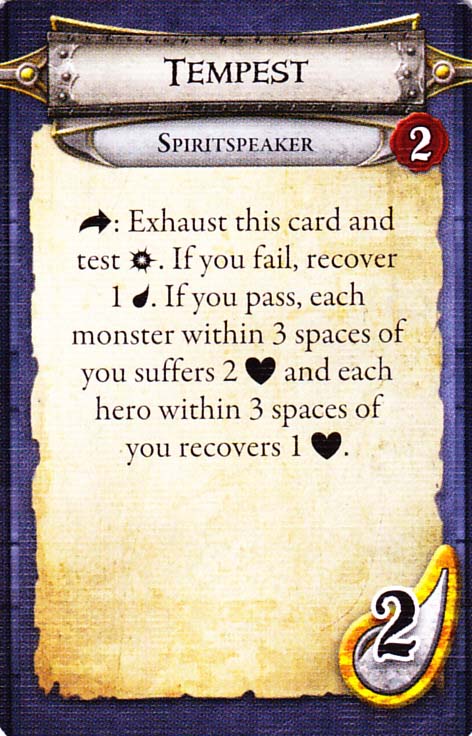 TEMPEST
SPIRITSPEAKER
2
: Exhaust this card and
test . If you fail, recover
1 . If you pass, each
monster within 3 spaces of
you suffers 2 ♥ and each
hero within 3 spaces of
you recovers 1 ♥.
2